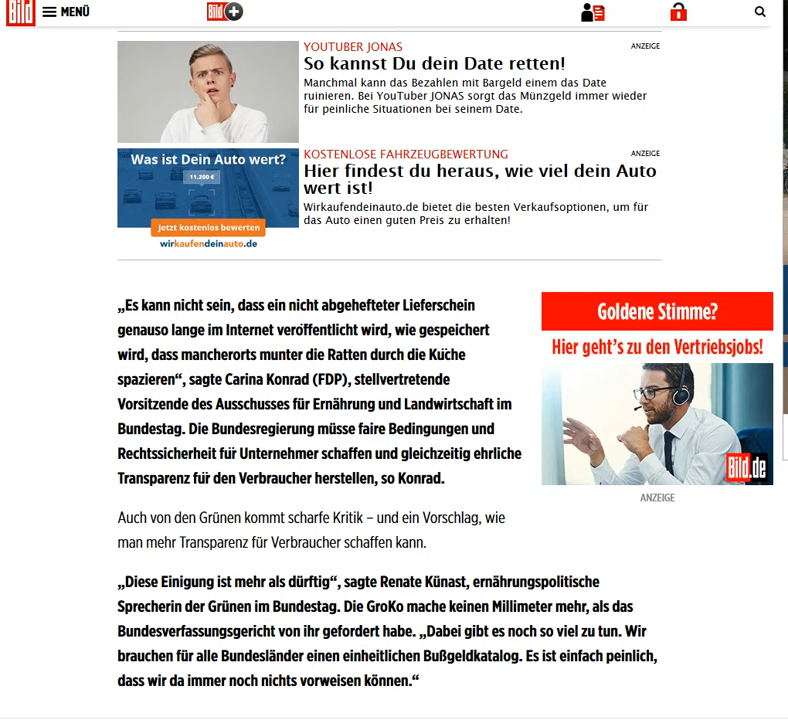 Bild
MENÜ
Bild +
YOUTUBER JONAS
ANZEIGE
So kannst Du dein Date retten!
Manchmal kann das Bezahlen mit Bargeld einem das Date
ruinieren. Bei YouTuber JONAS sorgt das Münzgeld immer wieder
für peinliche Situationen bei seinem Date.
Was ist Dein Auto wert?
11.200 €
Jetzt kostenlos bewerten
wirkaufendeinauto.de
KOSTENLOSE FAHRZEUGBEWERTUNG
ANZEIGE
Hier findest du heraus, wie viel dein Auto
wert ist!
Wirkaufendeinauto.de bietet die besten Verkaufsoptionen, um für
das Auto einen guten Preis zu erhalten!
„Es kann nicht sein, dass ein nicht abgehefteter Lieferschein
genauso lange im Internet veröffentlicht wird, wie gespeichert
wird, dass mancherorts munter die Ratten durch die Küche
spazieren“, sagte Carina Konrad (FDP), stellvertretende
Vorsitzende des Ausschusses für Ernährung und Landwirtschaft im
Bundestag. Die Bundesregierung müsse faire Bedingungen und
Rechtssicherheit für Unternehmer schaffen und gleichzeitig ehrliche
Transparenz für den Verbraucher herstellen, so Konrad.
Goldene Stimme?
Hier geht’s zu den Vertriebsjobs!
Bild.de
ANZEIGE
Auch von den Grünen kommt scharfe Kritik – und ein Vorschlag, wie
man mehr Transparenz für Verbraucher schaffen kann.
„Diese Einigung ist mehr als dürftig“, sagte Renate Künast, ernährungspolitische
Sprecherin der Grünen im Bundestag. Die GroKo mache keinen Millimeter mehr, als das
Bundesverfassungsgericht von ihr gefordert habe. „Dabei gibt es noch so viel zu tun. Wir
brauchen für alle Bundesländer einen einheitlichen Bußgeldkatalog. Es ist einfach peinlich,
dass wir da immer noch nichts vorweisen können.“